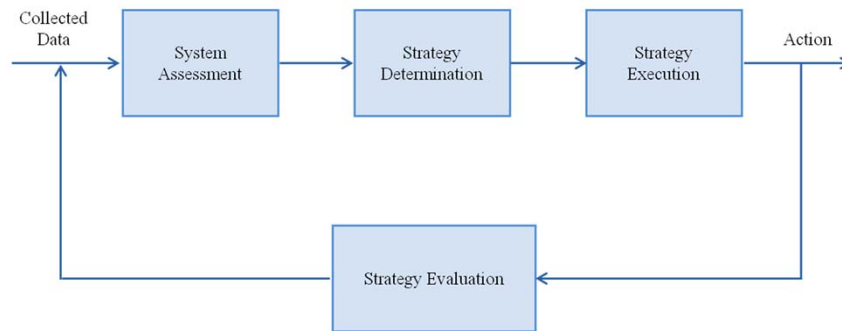 Collected
Data
System
Assessment
Strategy
Determination
Strategy
Execution
Action
Strategy Evaluation